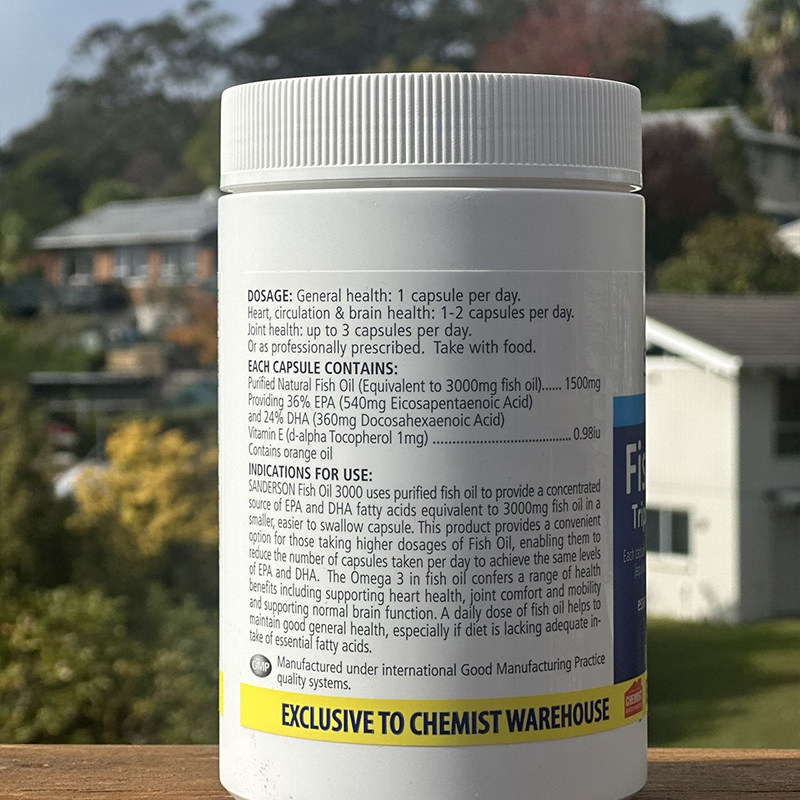 DOSAGE: General health: 1 capsule per day.
Heart, circulation & brain health: 1-2 capsules per day.
Joint health: up to 3 capsules per day.
Or as professionally prescribed. Take with food.
EACH CAPSULE CONTAINS:
Purified Natural Fish Oil (Equivalent to 3000mg fish oil)...... 1500mg
Providing 36% EPA (540mg Eicosapentaenoic Acid)
and 24% DHA (360mg Docosahexaenoic Acid)
Vitamin E (d-alpha Tocopherol 1mg) ...................................... 0.98iu
Contains orange oil
INDICATIONS FOR USE:
SANDERSON Fish Oil 3000 uses purified fish oil to provide a concentrated
source of EPA and DHA fatty acids equivalent to 3000mg fish oil in a
smaller, easier to swallow capsule. This product provides a convenient
option for those taking higher dosages of Fish Oil, enabling them to
reduce the number of capsules taken per day to achieve the same levels
of EPA and DHA. The Omega 3 in fish oil confers a range of health
benefits including supporting heart health, joint comfort and mobility
and supporting normal brain function. A daily dose of fish oil helps to
maintain good general health, especially if diet is lacking adequate in-
take of essential fatty acids.
GMP
Manufactured under international Good Manufacturing Practice
quality systems.
EXCLUSIVE TO CHEMIST WAREHOUSE
CHEMIST
Fis
Trip
Each cap